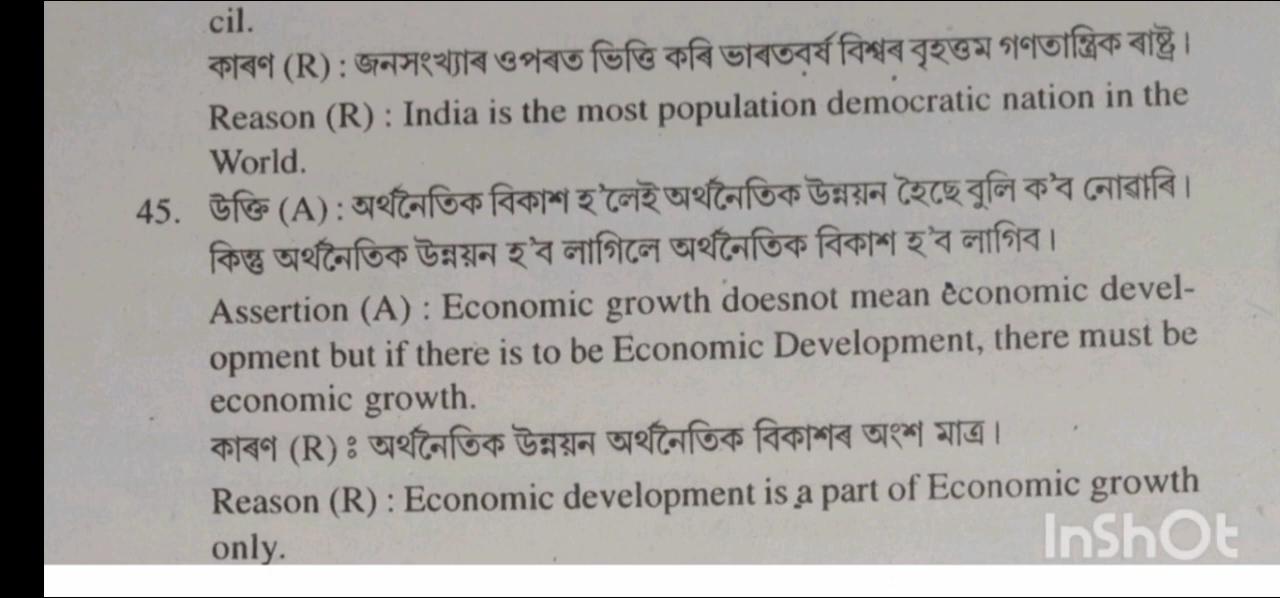 cil.
কাৰণ (R) : জনসংখ্যাৰ ওপৰত ভিত্তি কৰি ভাৰতবৰ্ষ বিশ্বৰ বৃহত্তম গণতান্ত্ৰিক ৰাষ্ট্ৰ।
Reason (R) : India is the most population democratic nation in the
World.
45. উক্তি (A) : অৰ্থনৈতিক বিকাশ হ'লেই অৰ্থনৈতিক উন্নয়ন হৈছে বুলি ক'ব নোৱাৰি।
কিন্তু অৰ্থনৈতিক উন্নয়ন হ'ব লাগিলে অৰ্থনৈতিক বিকাশ হ'ব লাগিব।
Assertion (A) : Economic growth doesnot mean economic devel-
opment but if there is to be Economic Development, there must be
economic growth.
কাৰণ (R) ঃ অৰ্থনৈতিক উন্নয়ন অৰ্থনৈতিক বিকাশৰ অংশ মাত্ৰ।
Reason (R) : Economic development is a part of Economic growth
only.
InShOt